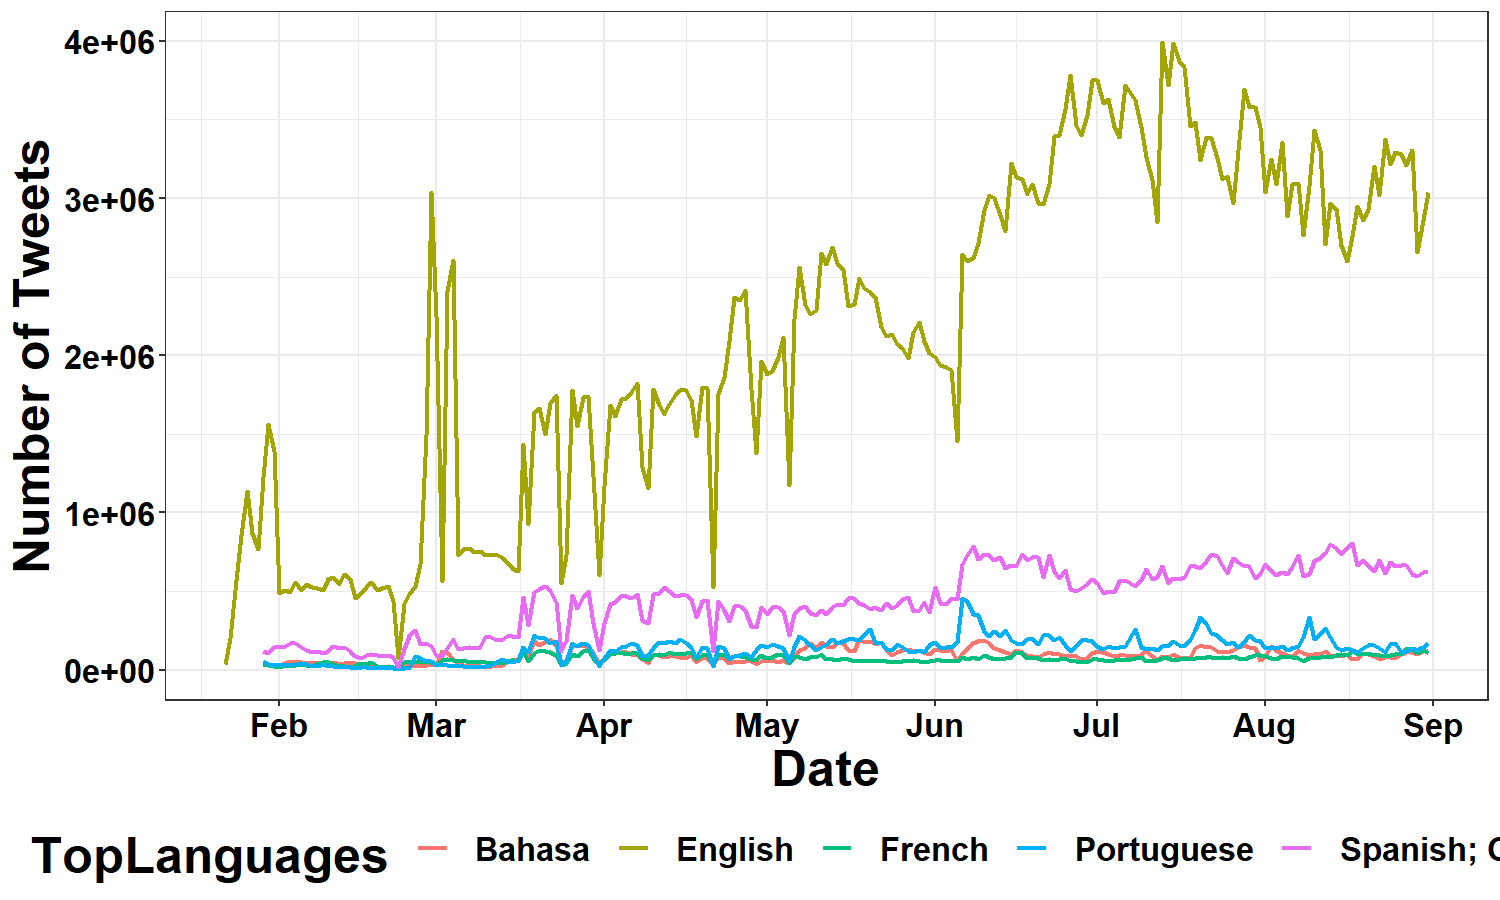 Number of Tweets
4e+06
3e+06
2e+06
1e+06
0e+00
Feb Mar Apr May Jun Jul Aug Sep
Date
TopLanguages Bahasa English French Portuguese Spanish;